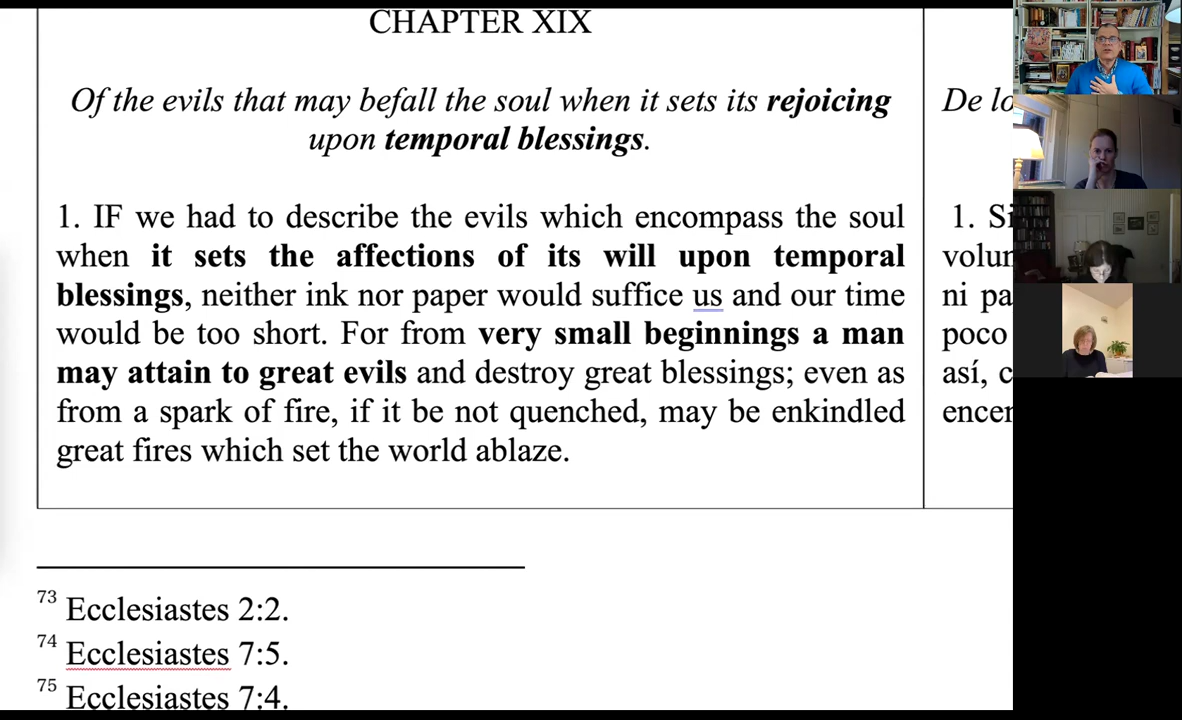 CHAPTER XIX
Of the evils that may befall the soul when it sets its rejoicing
upon temporal blessings.
1. IF we had to describe the evils which encompass the soul
when it sets the affections of its will upon temporal
blessings, neither ink nor paper would suffice us and our time
would be too short. For from very small beginnings a man
may attain to great evils and destroy great blessings; even as
from a spark of fire, if it be not quenched, may be enkindled
great fires which set the world ablaze.
De lo
1. Si
volun
ni pa
poco
así, c
encen
73 Ecclesiastes 2:2.
74 Ecclesiastes 7:5.
75 Ecclesiastes 7:4.